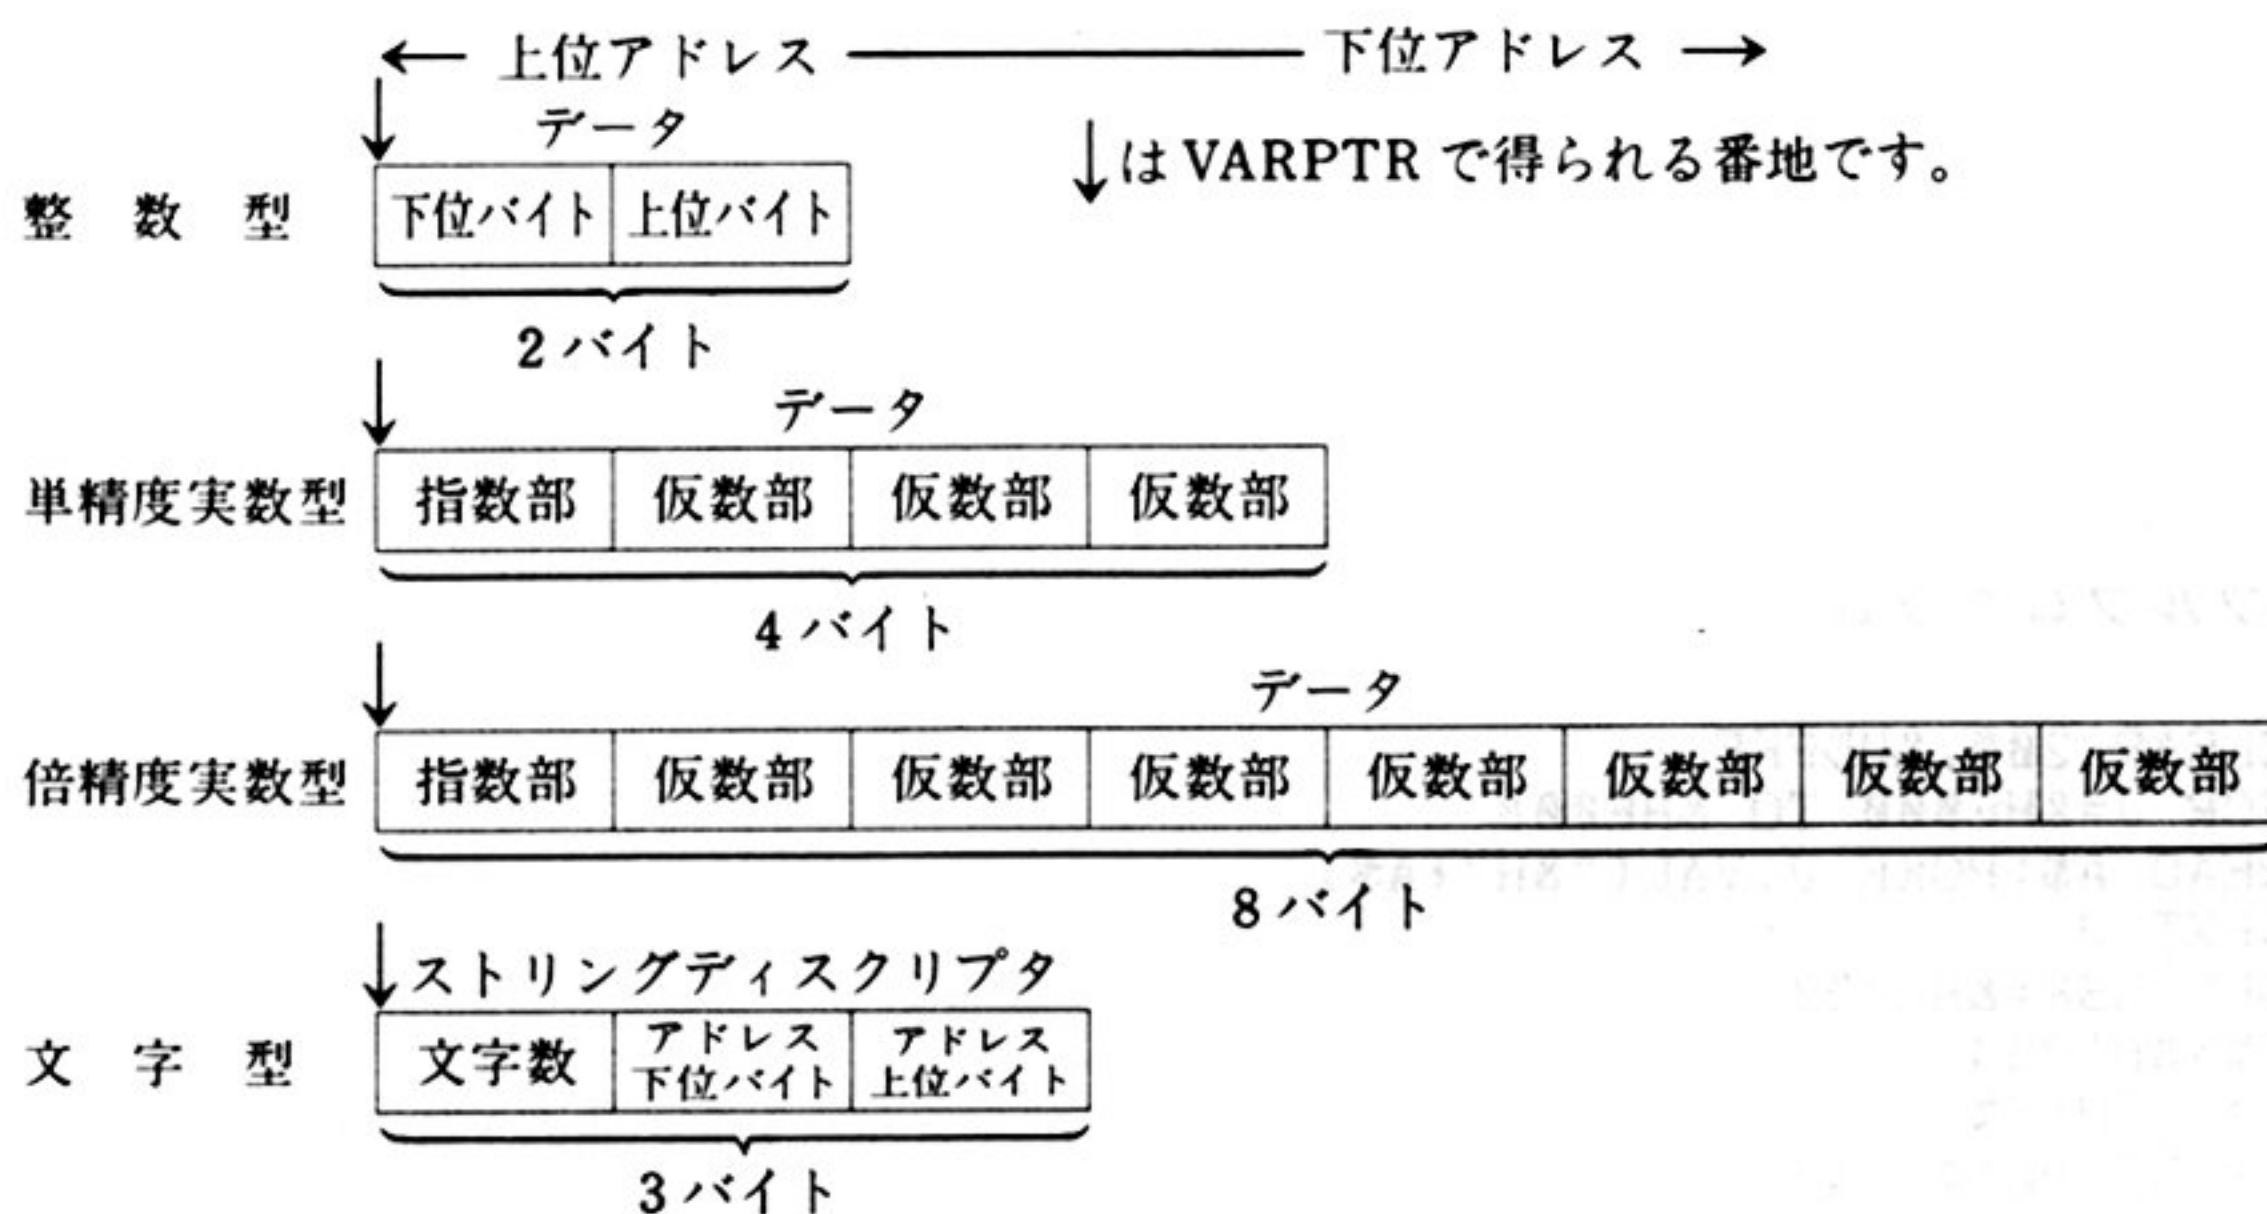 ← 上位アドレス ― 下位アドレス →
データ
↓はVARPTRで得られる番地です。
整数型 下位バイト 上位バイト
2バイト
データ
単精度実数型 指数部 仮数部 仮数部 仮数部
4バイト
データ
倍精度実数型 指数部 仮数部 仮数部 仮数部 仮数部 仮数部 仮数部 仮数部
8バイト
ストリングディスクリプタ
文字型 文字数 アドレス下位バイト アドレス上位バイト
3バイト